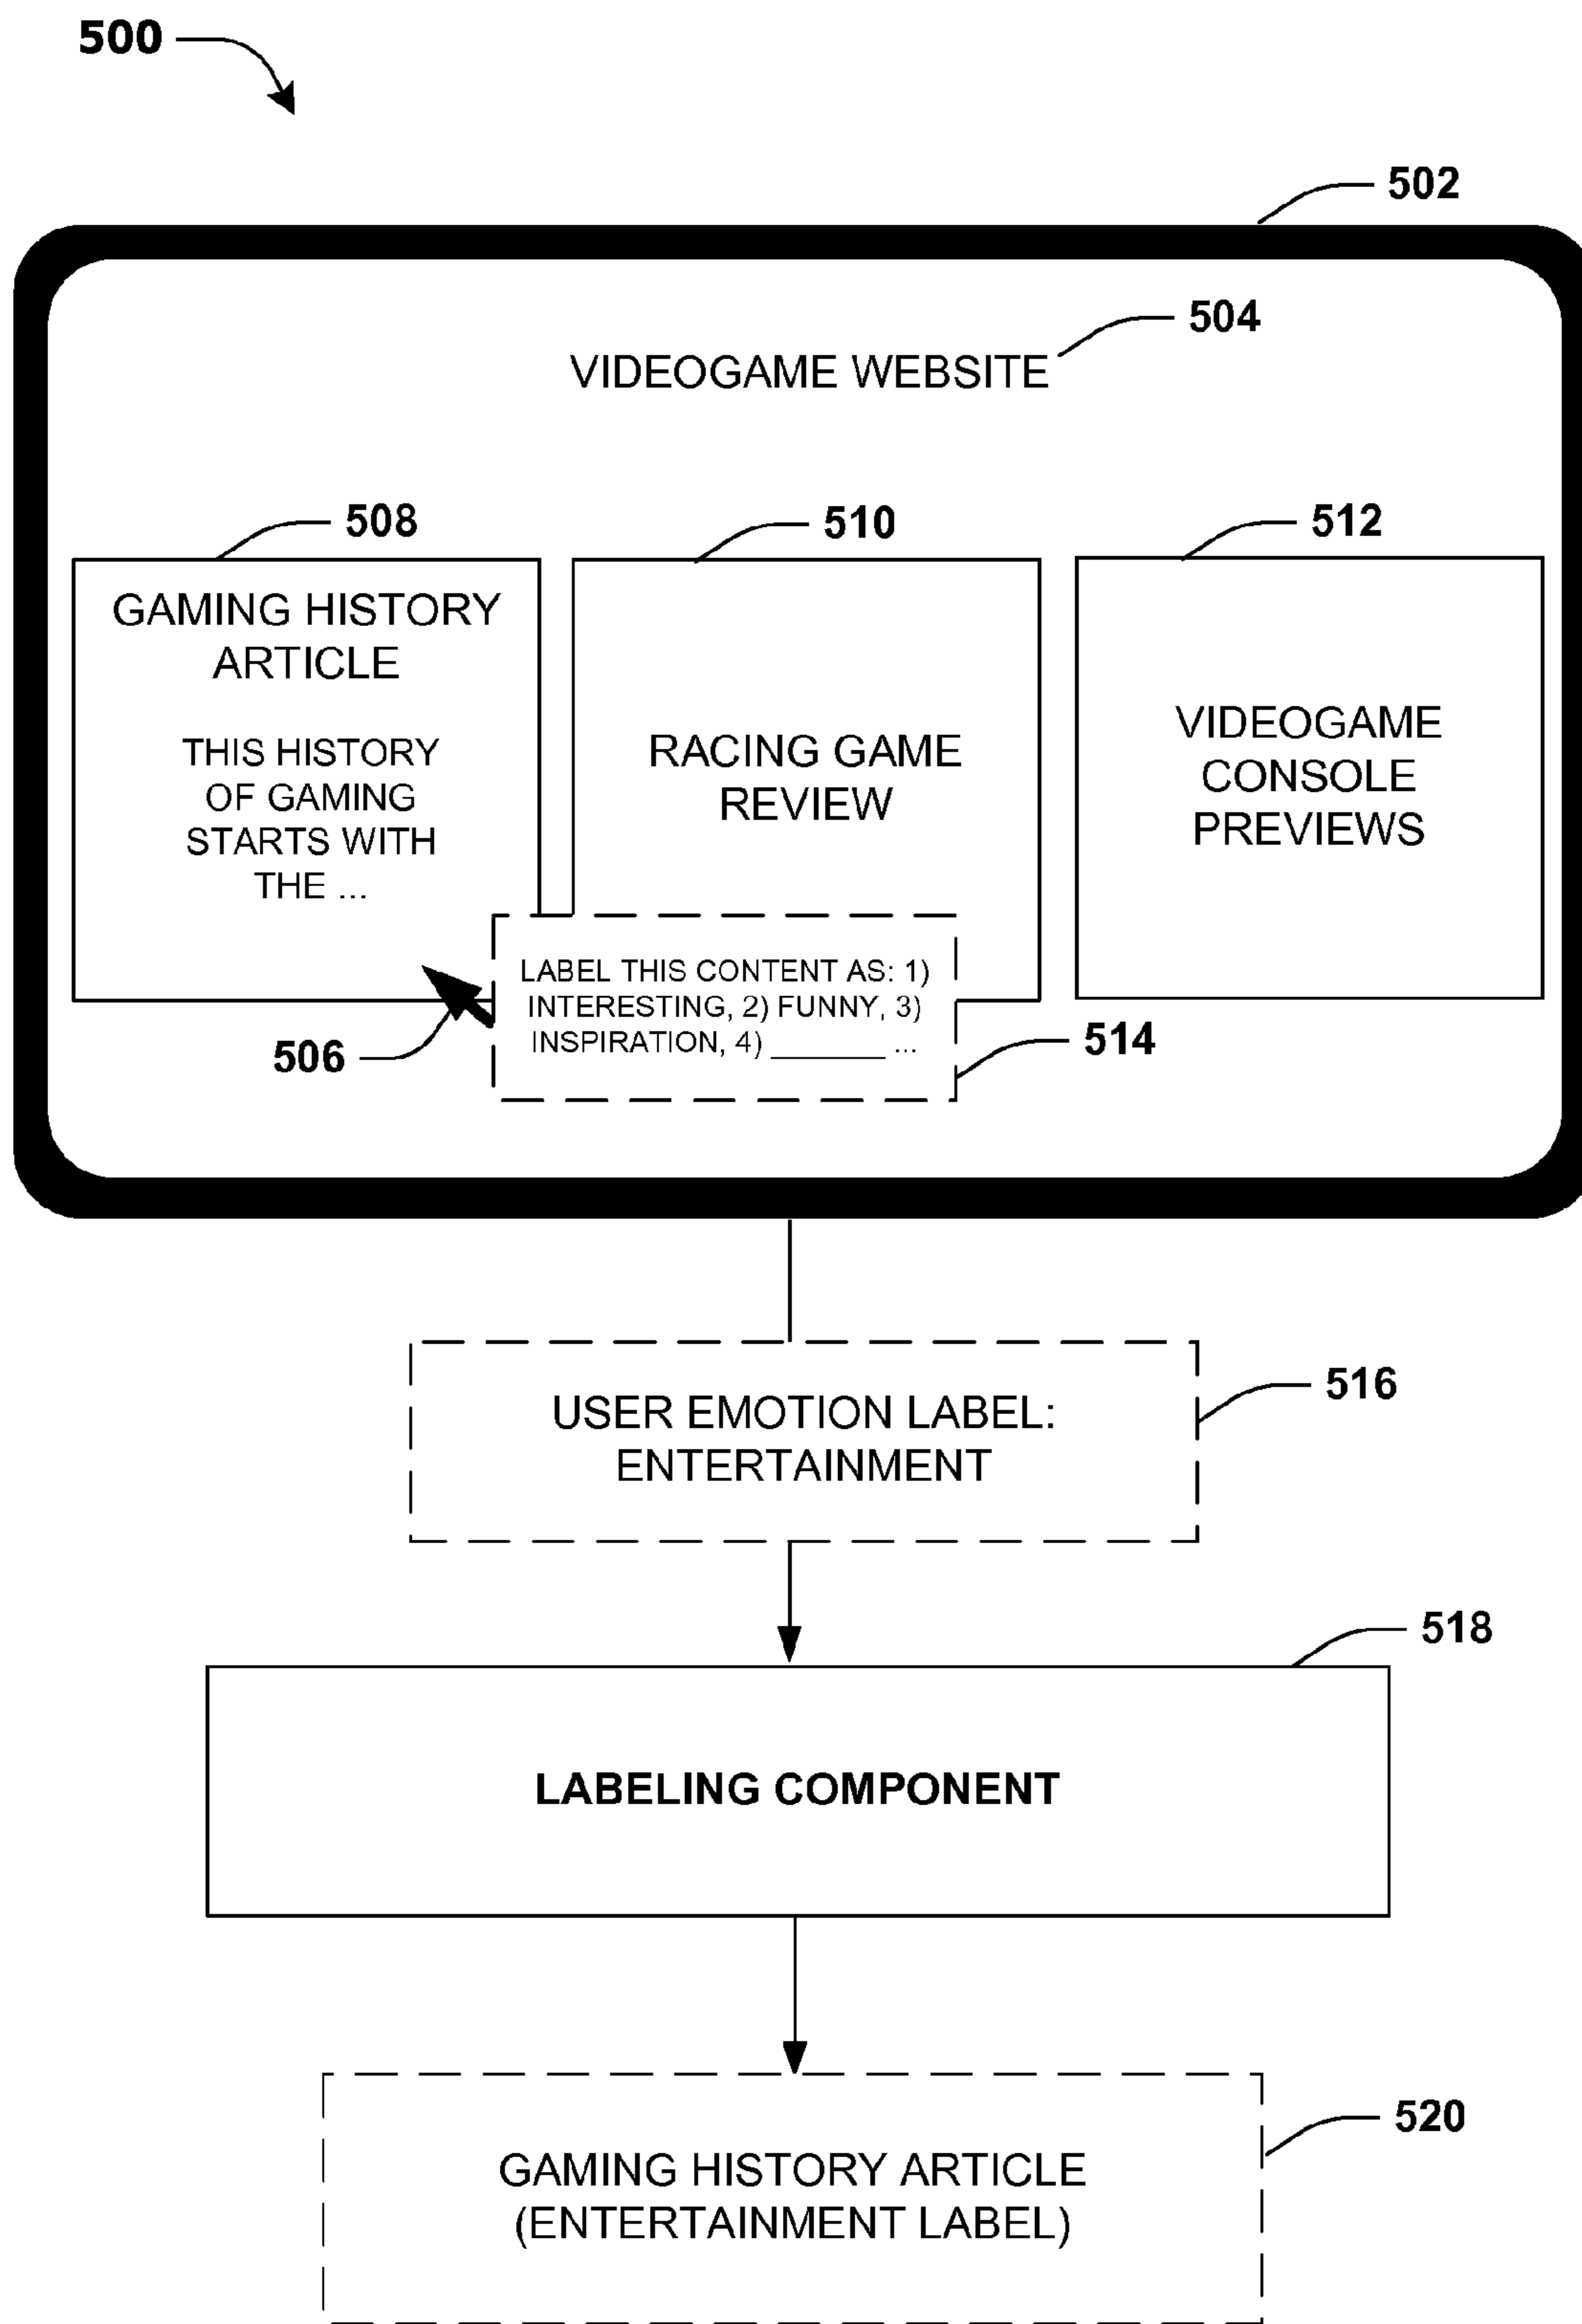 500
502
504
VIDEOGAME WEBSITE
508
510
512
GAMING HISTORY
ARTICLE
THIS HISTORY
OF GAMING
STARTS WITH
THE ...
RACING GAME
REVIEW
VIDEOGAME
CONSOLE
PREVIEWS
LABEL THIS CONTENT AS: 1)
INTERESTING, 2) FUNNY, 3)
INSPIRATION, 4) ________ ...
506
514
USER EMOTION LABEL:
ENTERTAINMENT
516
518
LABELING COMPONENT
520
GAMING HISTORY ARTICLE
(ENTERTAINMENT LABEL)